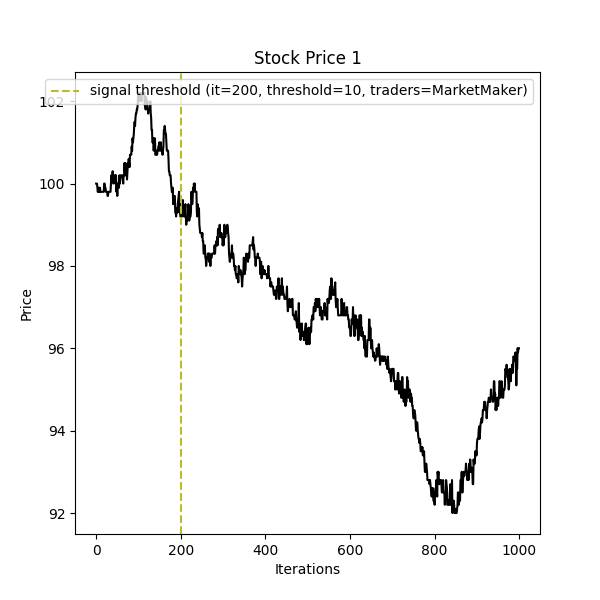 Stock Price 1
signal threshold (it=200, threshold=10, traders=MarketMaker)
102
100
98
96
94
92
Price
0 200 400 600 800 1000
Iterations